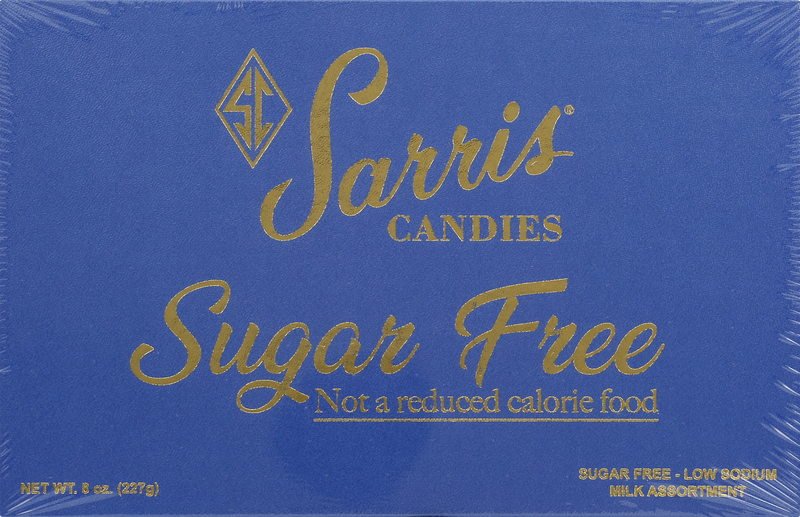 SC
Sarris®
CANDIES
Sugar Free
Not a reduced calorie food
NET WT. 8 oz. (227g)
SUGAR FREE - LOW SODIUM
MILK ASSORTMENT